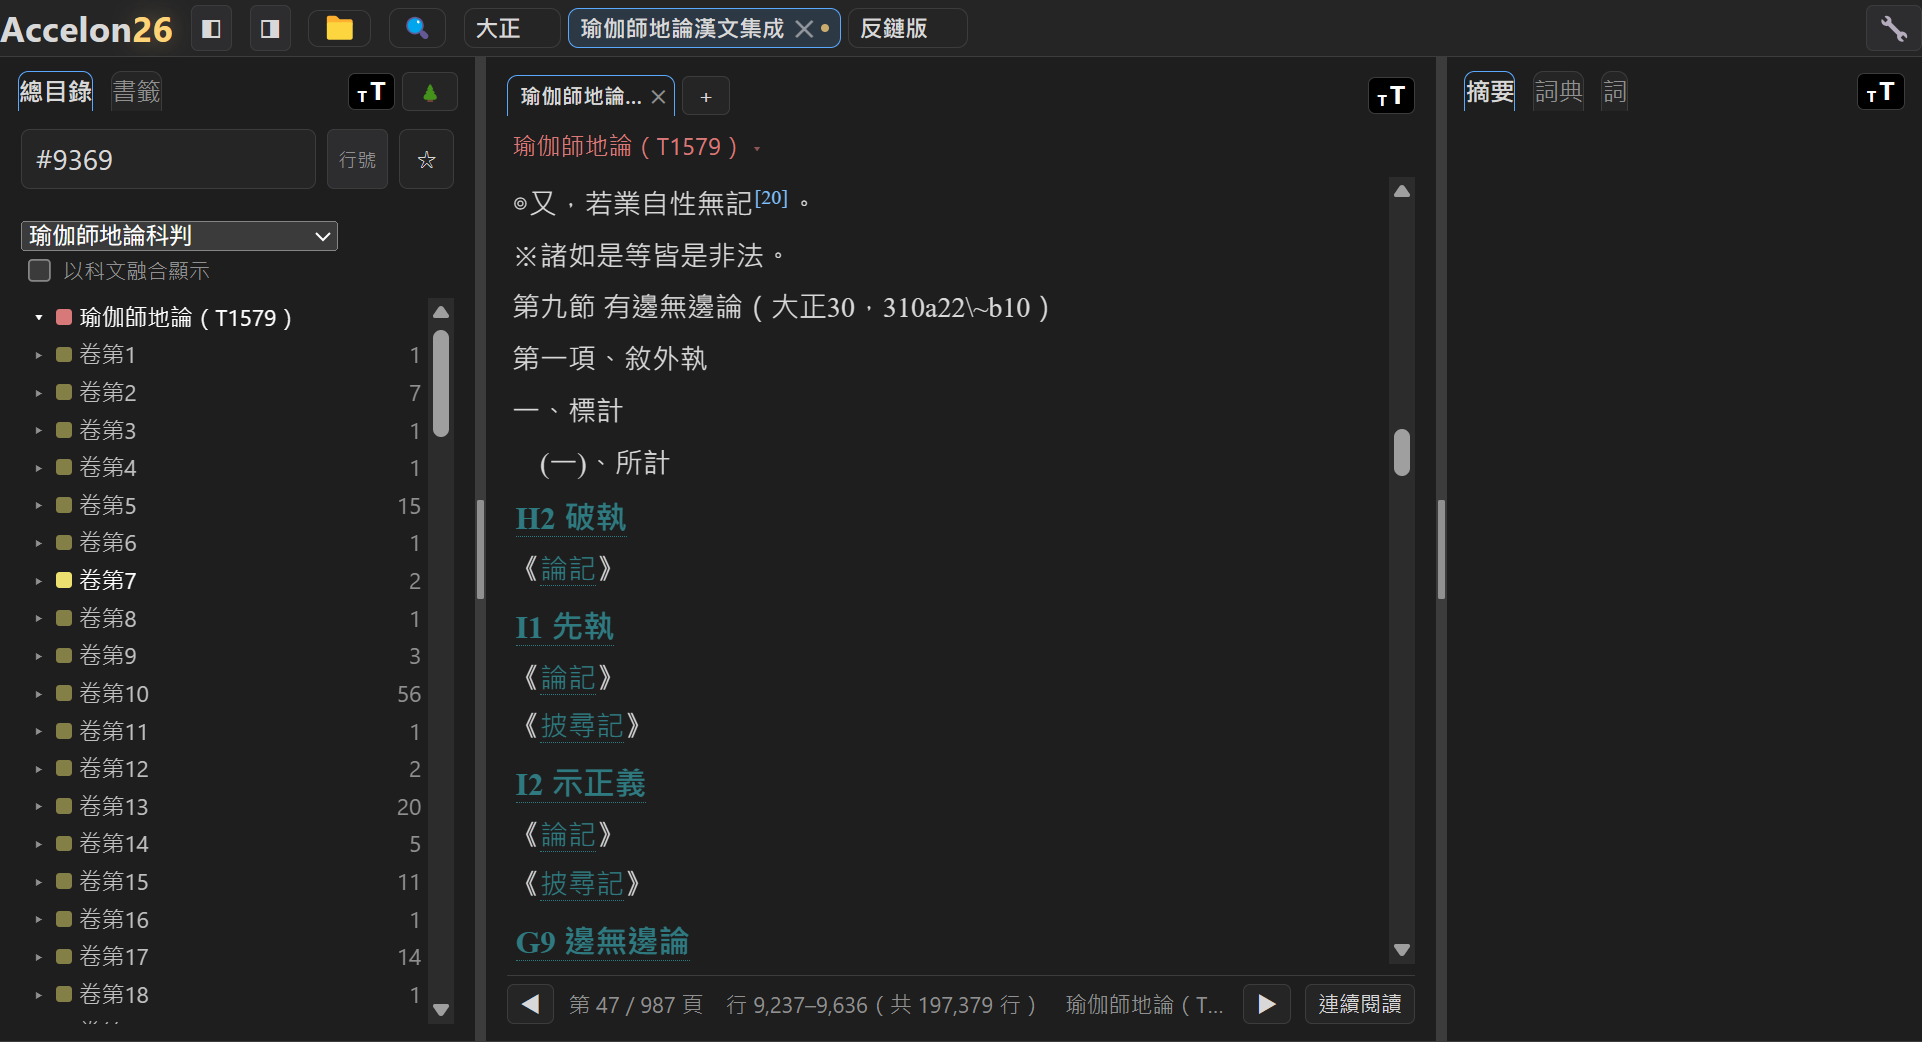 Accelon26
大正
瑜伽師地論漢文集成
反鏈版
總目錄
書籤
TT
#9369
行號
☆
瑜伽師地論科判
以科文融合顯示
瑜伽師地論（T1579）
卷第1 1
卷第2 7
卷第3 1
卷第4 1
卷第5 15
卷第6 1
卷第7 2
卷第8 1
卷第9 3
卷第10 56
卷第11 1
卷第12 2
卷第13 20
卷第14 5
卷第15 11
卷第16 1
卷第17 14
卷第18 1
瑜伽師地論...
+
TT
瑜伽師地論（T1579）
◎又，若業自性無記[20]。
※諸如是等皆是非法。
第九節 有邊無邊論（大正30，310a22\~b10）
第一項、敘外執
一、標計
(一)、所計
H2 破執
《論記》
I1 先執
《論記》
《披尋記》
I2 示正義
《論記》
《披尋記》
G9 邊無邊論
第 47 / 987 頁
行 9,237–9,636（共 197,379 行）
瑜伽師地論（T...
連續閱讀
摘要
詞典
詞
TT